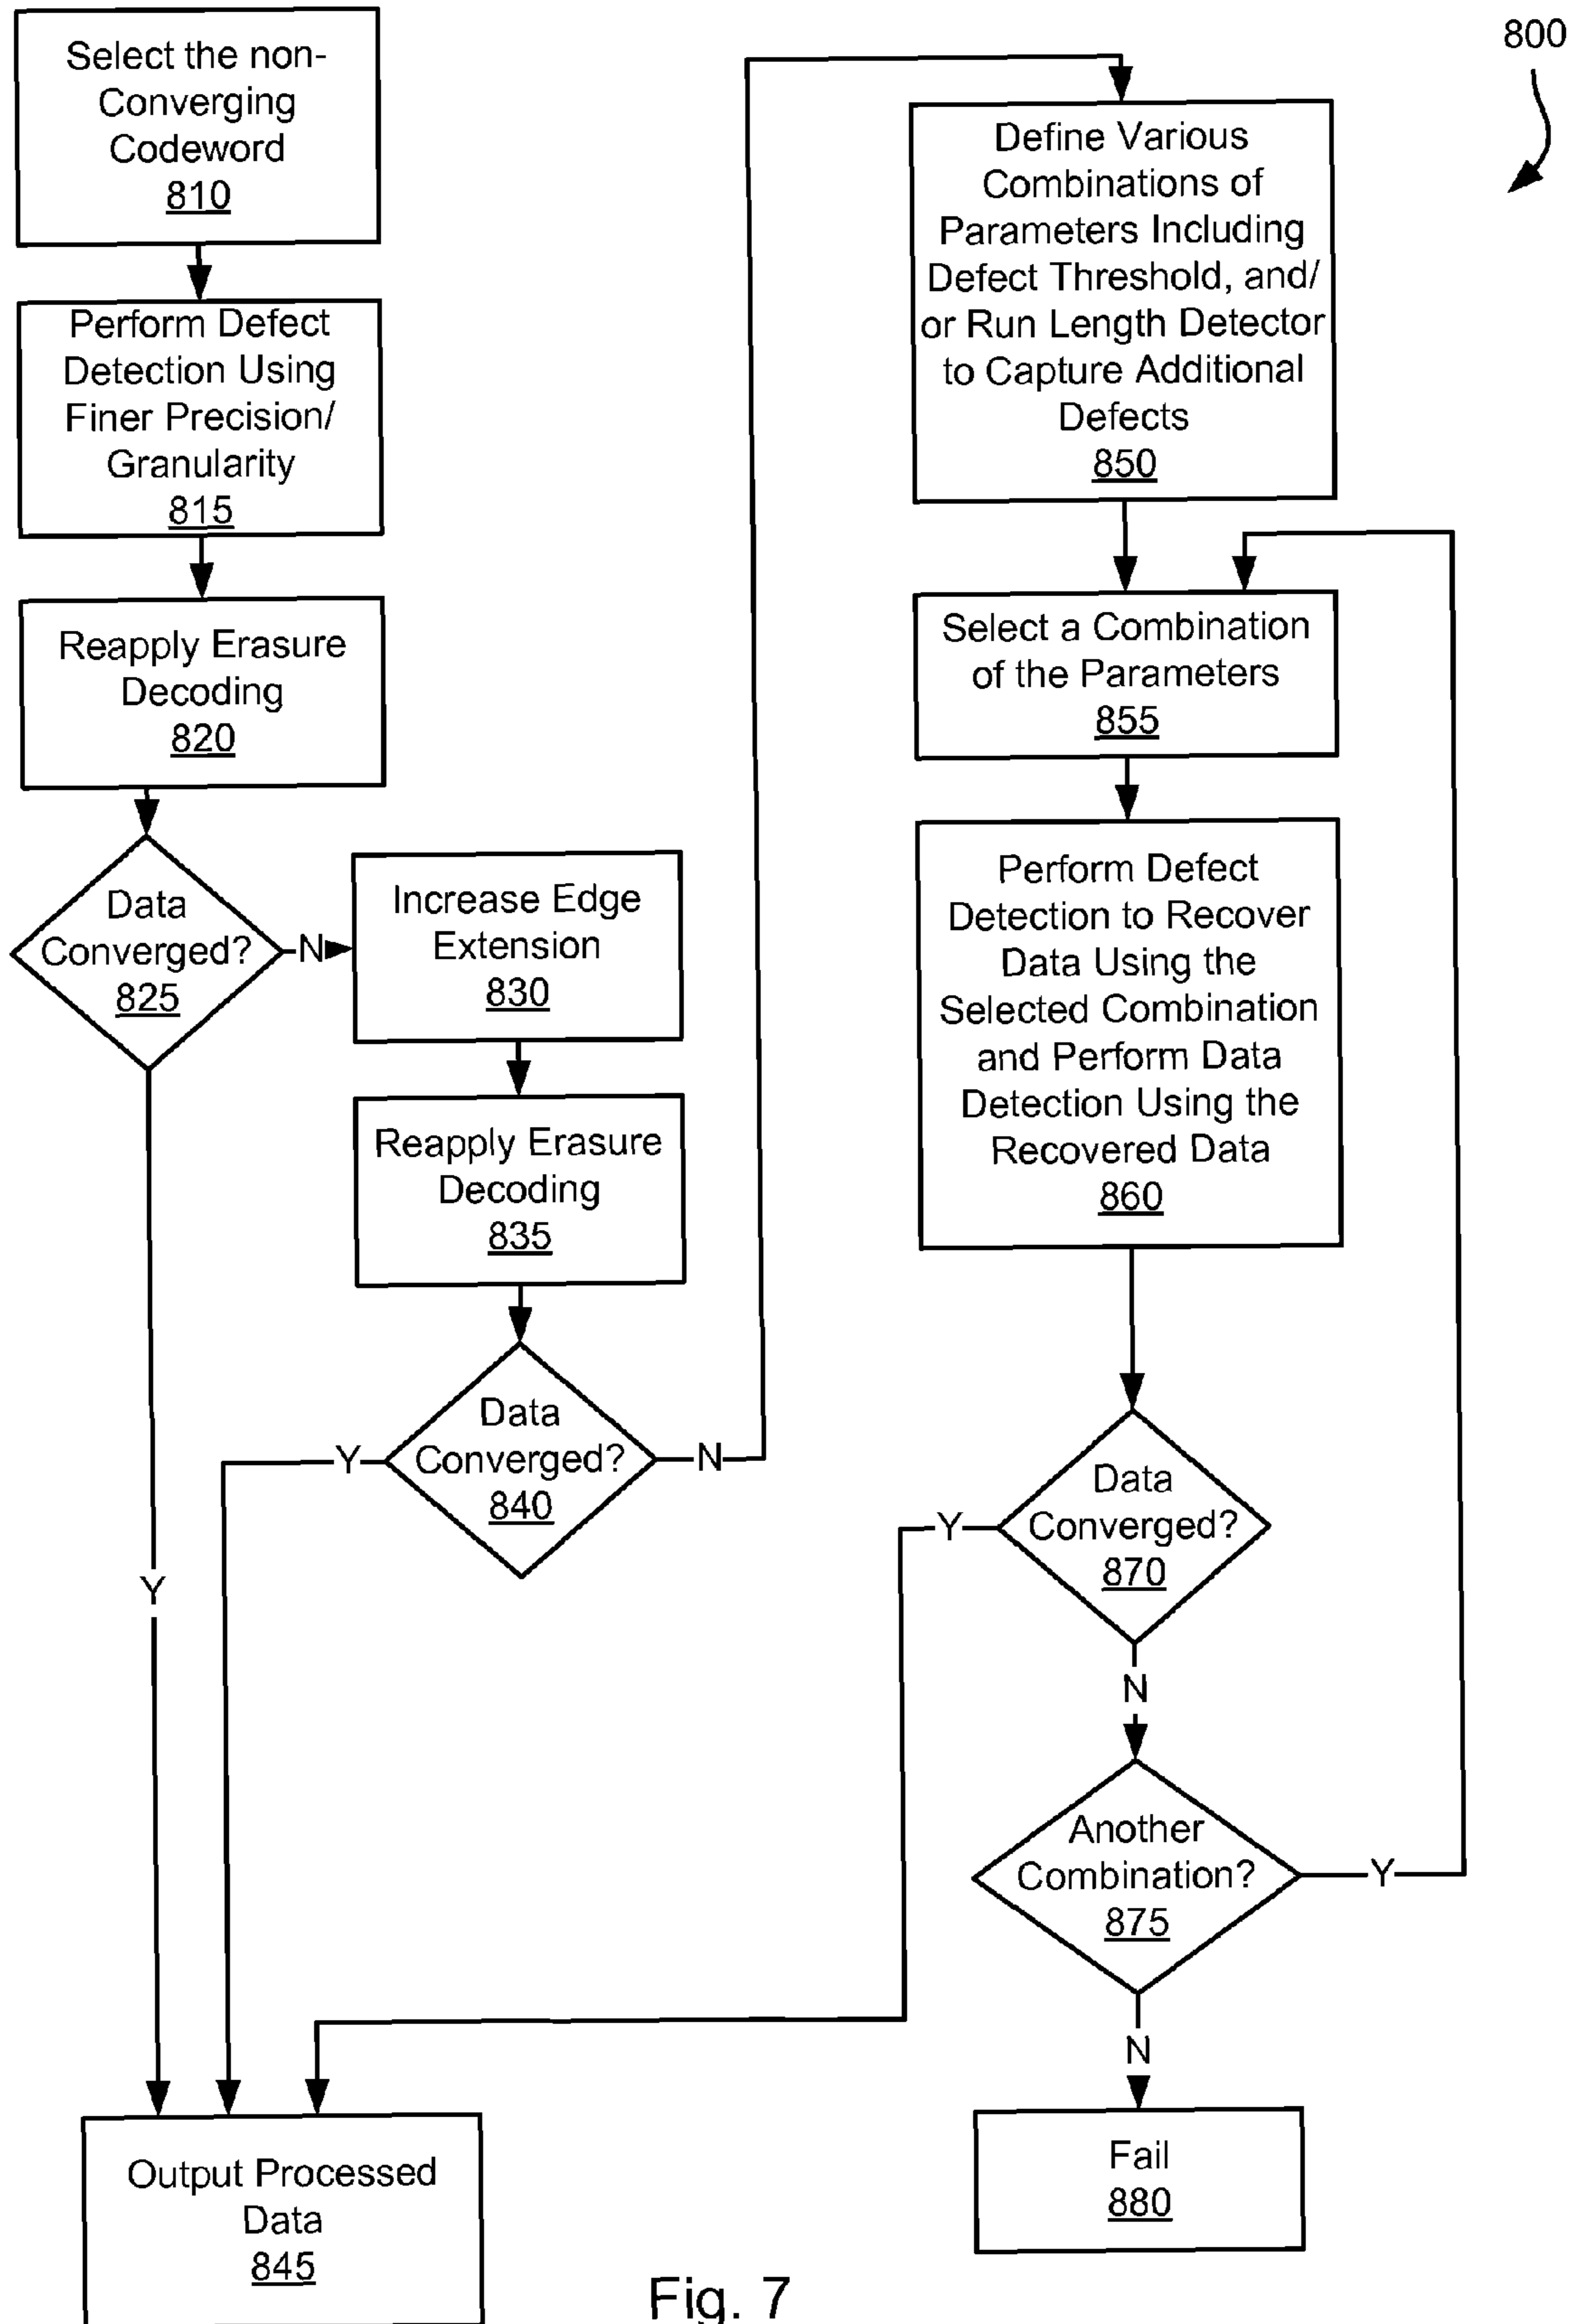 800
Select the non-
Converging
Codeword
810
Perform Defect
Detection Using
Finer Precision/
Granularity
815
Reapply Erasure
Decoding
820
Data
Converged?
825
N
Y
Increase Edge
Extension
830
Reapply Erasure
Decoding
835
Data
Converged?
840
Y
N
Define Various
Combinations of
Parameters Including
Defect Threshold, and/
or Run Length Detector
to Capture Additional
Defects
850
Select a Combination
of the Parameters
855
Perform Defect
Detection to Recover
Data Using the
Selected Combination
and Perform Data
Detection Using the
Recovered Data
860
Data
Converged?
870
Y
N
Another
Combination?
875
Y
N
Fail
880
Output Processed
Data
845
Fig. 7